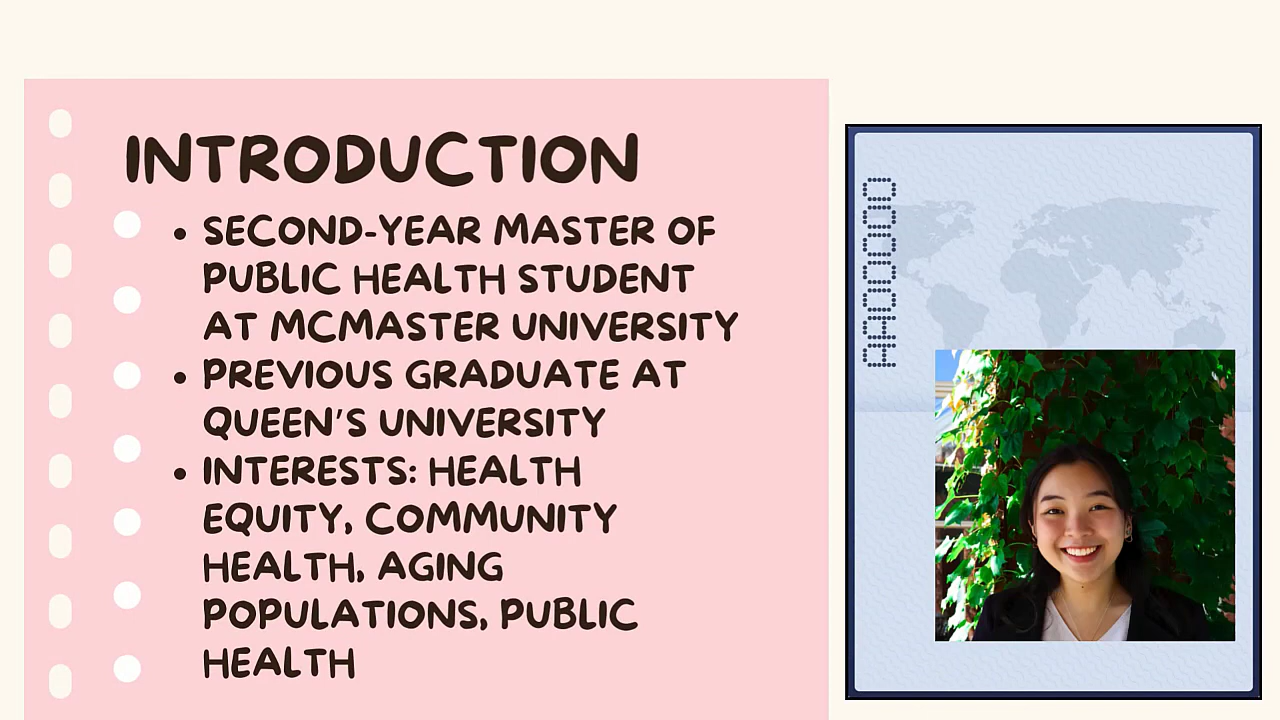 INTRODUCTION
• SECOND-YEAR MASTER OF
PUBLIC HEALTH STUDENT
AT MCMASTER UNIVERSITY
• PREVIOUS GRADUATE AT
QUEEN'S UNIVERSITY
• INTERESTS: HEALTH
EQUITY, COMMUNITY
HEALTH, AGING
POPULATIONS, PUBLIC
HEALTH
AA000000